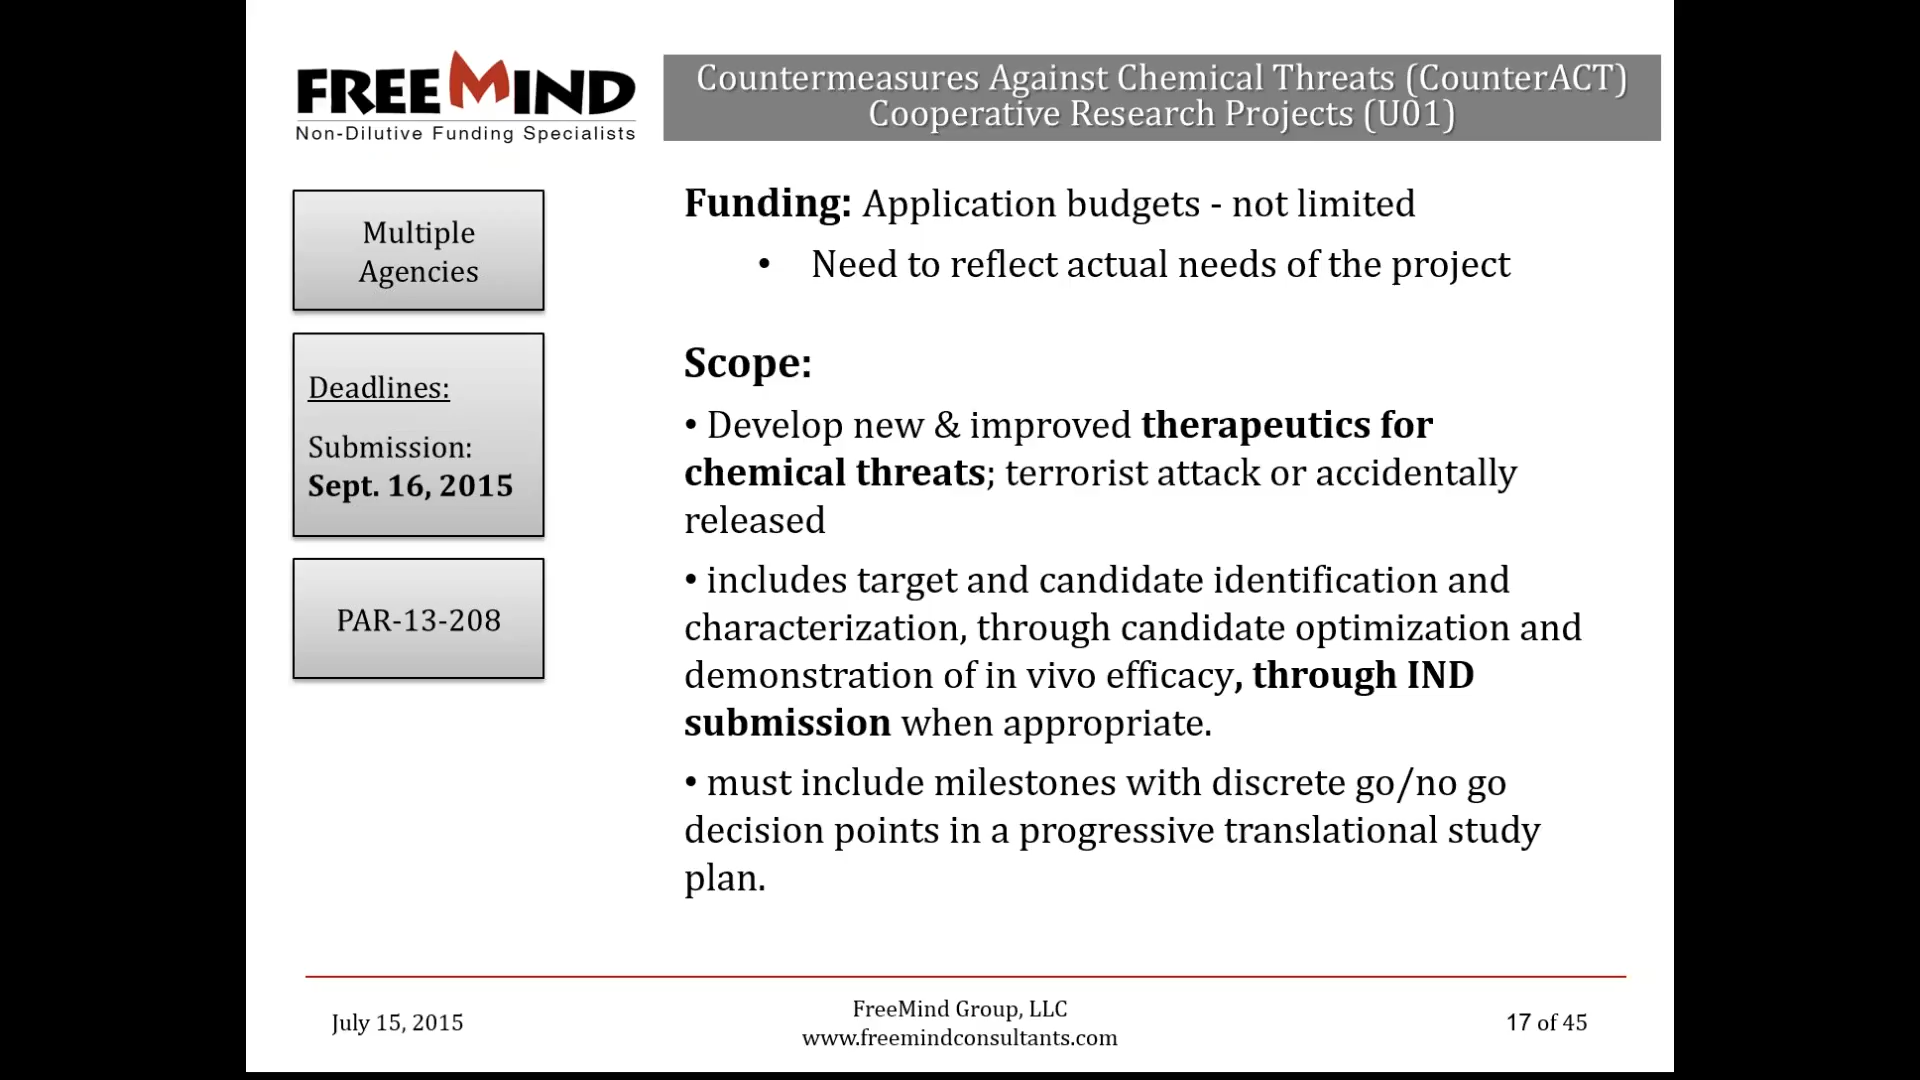 FREEMIND
Non-Dilutive Funding Specialists
Countermeasures Against Chemical Threats (CounterACT)
Cooperative Research Projects (U01)
Multiple
Agencies
Deadlines:
Submission:
Sept. 16, 2015
PAR-13-208
Funding: Application budgets - not limited
• Need to reflect actual needs of the project
Scope:
• Develop new & improved therapeutics for
chemical threats; terrorist attack or accidentally
released
• includes target and candidate identification and
characterization, through candidate optimization and
demonstration of in vivo efficacy, through IND
submission when appropriate.
• must include milestones with discrete go/no go
decision points in a progressive translational study
plan.
July 15, 2015
FreeMind Group, LLC
www.freemindconsultants.com
17 of 45